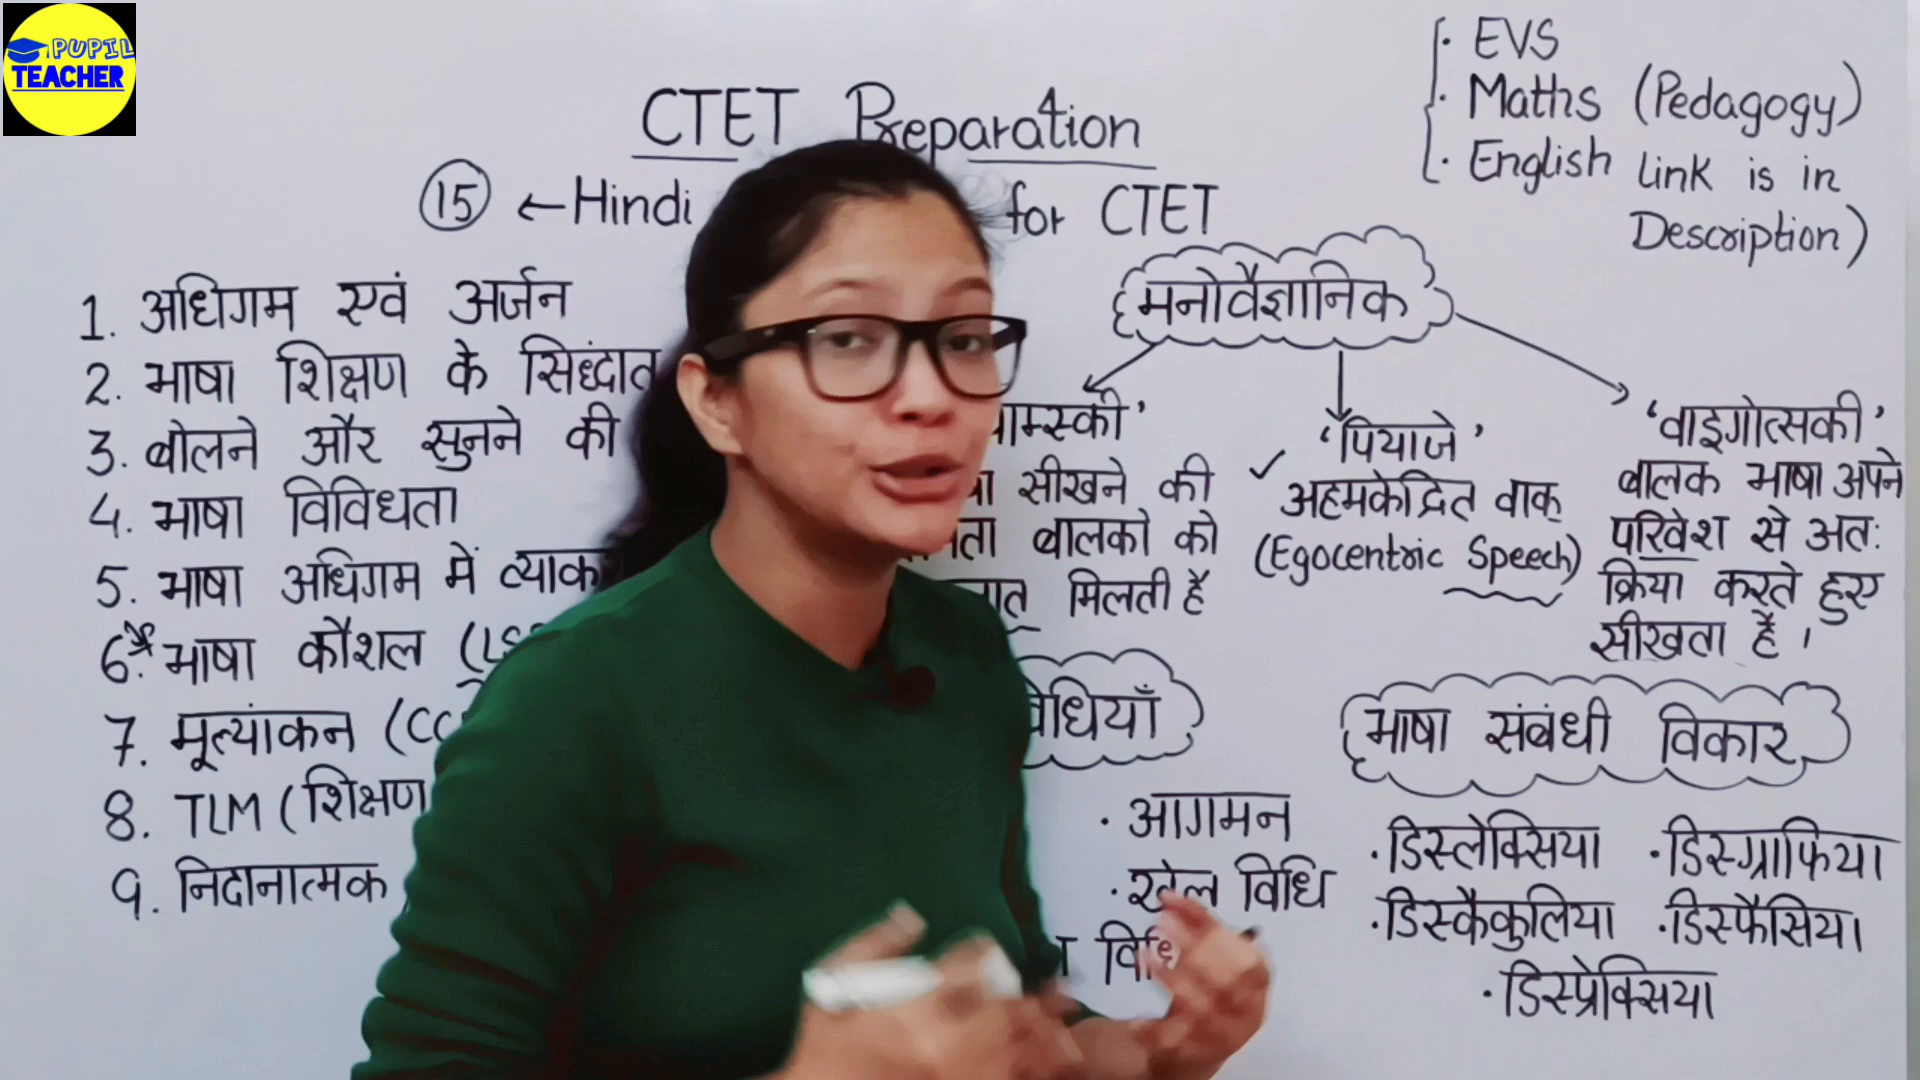 PUPIL
TEACHER
CTET Preparation
15 ← Hindi for CTET
· EVS
· Maths (Pedagogy)
· English link is in
Description)
1. अधिगम एवं अर्जन
2. भाषा शिक्षण के सिध्दांत
3. बोलने और सुनने की
4. भाषा विविधता
5. भाषा अधिगम में
6.* भाषा कौशल
7. मूल्यांकन
8. TLM (शिक्षण
9. निदानात्मक
मनोवैज्ञानिक
सीखने की
बालको को
मिलती है
'पियाजे'
✓ अहमकेंद्रित वाक्
(Egocentric Speech)
'वाइगोत्सकी'
बालक भाषा अपने
परिवेश से अतः
क्रिया करते हुए
सीखता है।
· आगमन
· खेल विधि
भाषा संबंधी विकार
· डिस्लेक्सिया · डिस्ग्राफिया
· डिस्कैकुलिया · डिस्फैसिया
· डिस्प्रेक्सिया